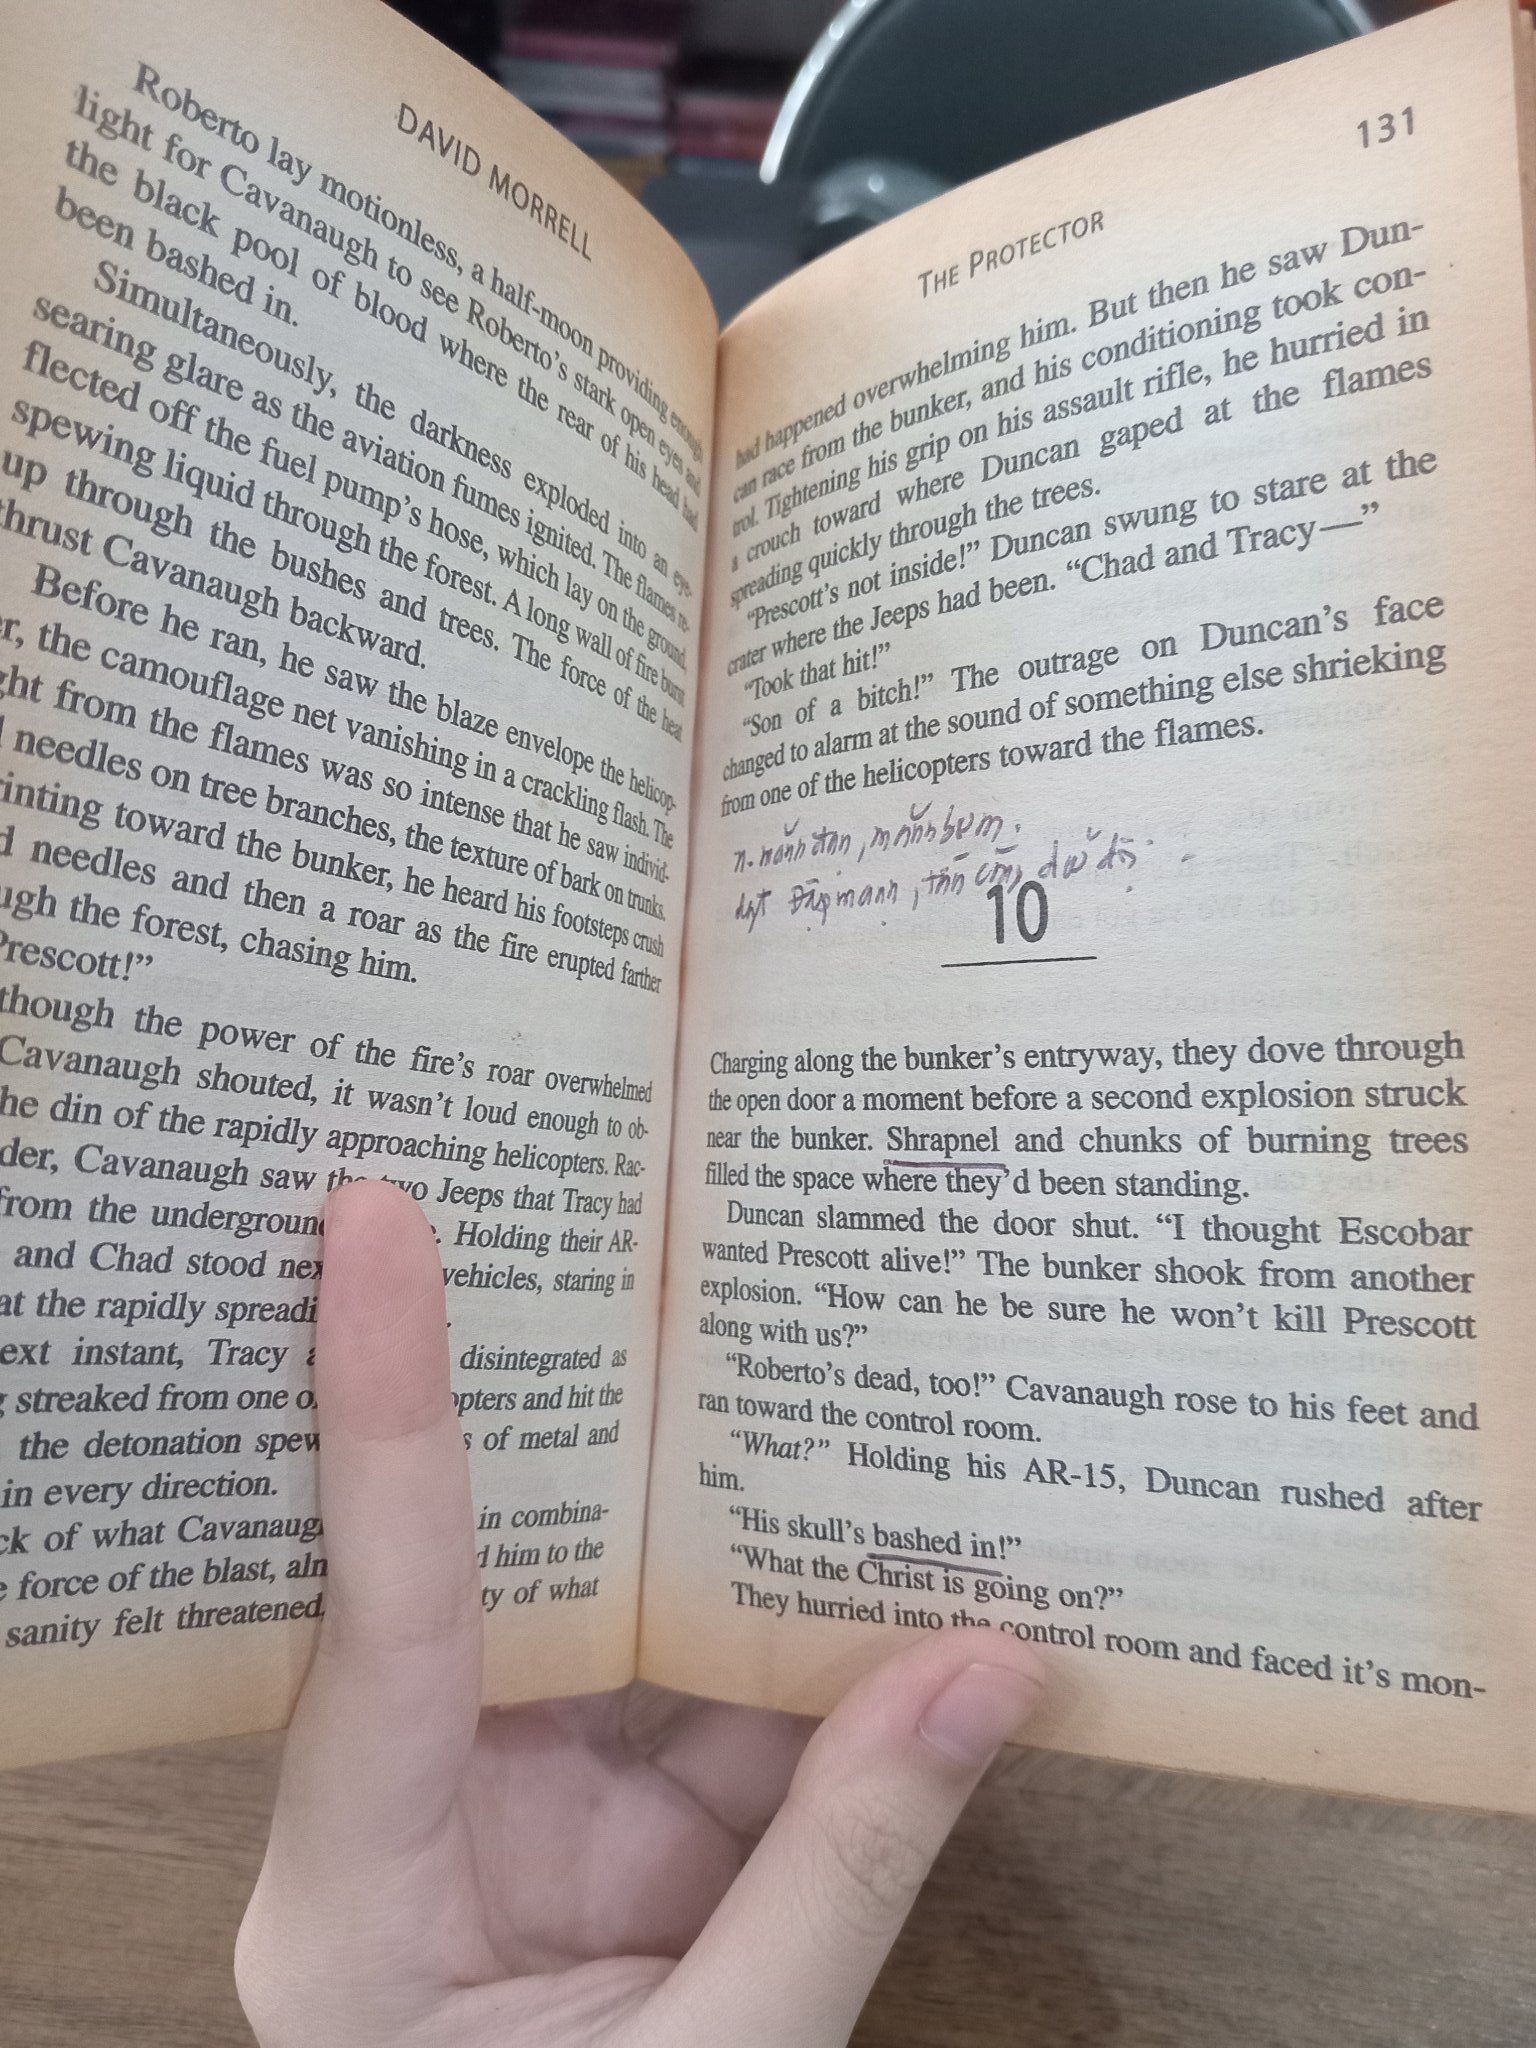 DAVID MORRELL
Roberto lay motionless, a half-moon providing enough
light for Cavanaugh to see Roberto's stark open eyes and
the black pool of blood where the rear of his head had
been bashed in.
Simultaneously, the darkness exploded into an eye-
searing glare as the aviation fumes ignited. The flames re-
flected off the fuel pump's hose, which lay on the ground,
spewing liquid through the forest. A long wall of fire burst
up through the bushes and trees. The force of the heat
thrust Cavanaugh backward.
Before he ran, he saw the blaze envelope the helicop-
er, the camouflage net vanishing in a crackling flash. The
ght from the flames was so intense that he saw individ-
l needles on tree branches, the texture of bark on trunks.
rinting toward the bunker, he heard his footsteps crush
d needles and then a roar as the fire erupted farther
ugh the forest, chasing him.
Prescott!"
though the power of the fire's roar overwhelmed
Cavanaugh shouted, it wasn't loud enough to ob-
he din of the rapidly approaching helicopters. Rac-
der, Cavanaugh saw the two Jeeps that Tracy had
from the underground . Holding their AR-
and Chad stood nex vehicles, staring in
at the rapidly spreadi .
ext instant, Tracy a disintegrated as
g streaked from one o opters and hit the
the detonation spew s of metal and
in every direction.
ck of what Cavanaug in combina-
e force of the blast, aln d him to the
sanity felt threatened, ty of what
THE PROTECTOR 131
had happened overwhelming him. But then he saw Dun-
can race from the bunker, and his conditioning took con-
trol. Tightening his grip on his assault rifle, he hurried in
a crouch toward where Duncan gaped at the flames
spreading quickly through the trees.
"Prescott's not inside!" Duncan swung to stare at the
crater where the Jeeps had been. "Chad and Tracy—"
"Took that hit!"
"Son of a bitch!" The outrage on Duncan's face
changed to alarm at the sound of something else shrieking
from one of the helicopters toward the flames.
n. mảnh đạn, mảnh bom.
đgt Đập mạnh, tấn công dữ dội
10
Charging along the bunker's entryway, they dove through
the open door a moment before a second explosion struck
near the bunker. Shrapnel and chunks of burning trees
filled the space where they'd been standing.
Duncan slammed the door shut. "I thought Escobar
wanted Prescott alive!" The bunker shook from another
explosion. "How can he be sure he won't kill Prescott
along with us?"
"Roberto's dead, too!" Cavanaugh rose to his feet and
ran toward the control room.
"What?" Holding his AR-15, Duncan rushed after
him.
"His skull's bashed in!"
"What the Christ is going on?"
They hurried into the control room and faced it's mon-